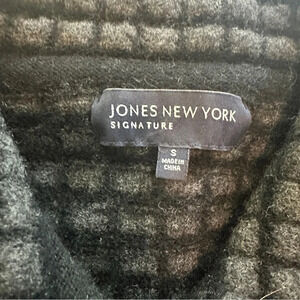 JONES NEW YORK
SIGNATURE
S
MADE IN
CHINA